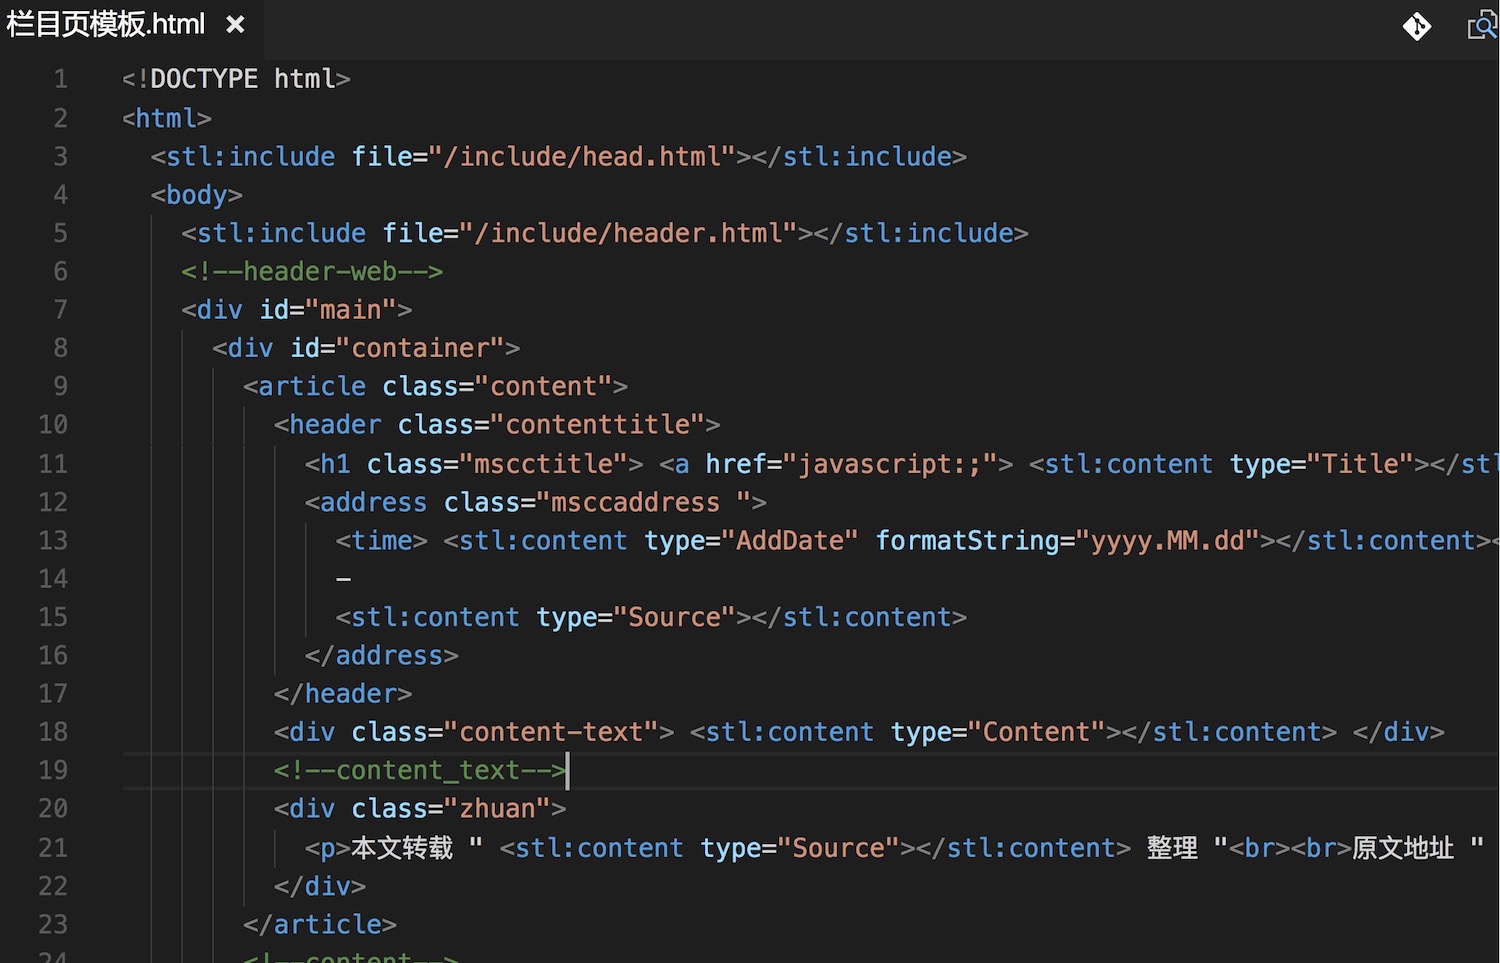 栏目页模板.html ×
1 <!DOCTYPE html>
2 <html>
3 <stl:include file="/include/head.html"></stl:include>
4 <body>
5 <stl:include file="/include/header.html"></stl:include>
6 <!--header-web-->
7 <div id="main">
8 <div id="container">
9 <article class="content">
10 <header class="contenttitle">
11 <h1 class="mscctitle"> <a href="javascript:;"> <stl:content type="Title"></stl
12 <address class="msccaddress ">
13 <time> <stl:content type="AddDate" formatString="yyyy.MM.dd"></stl:content><
14 –
15 <stl:content type="Source"></stl:content>
16 </address>
17 </header>
18 <div class="content-text"> <stl:content type="Content"></stl:content> </div>
19 <!--content_text-->
20 <div class="zhuan">
21 <p>本文转载 " <stl:content type="Source"></stl:content> 整理 "<br><br>原文地址 "
22 </div>
23 </article>
24 <!--content-->